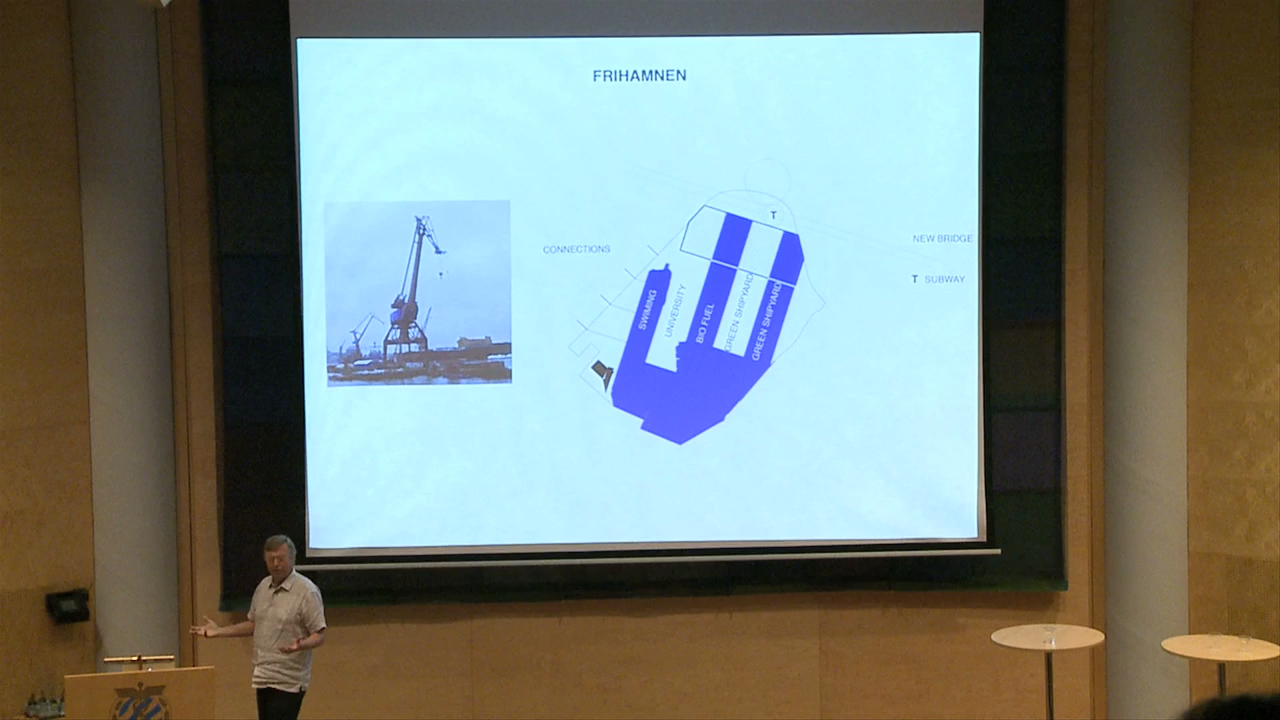 FRIHAMNEN
CONNECTIONS
NEW BRIDGE
T
T SUBWAY
SWIMING
UNIVERSITY
BIO FUEL
GREEN SHIPYARD
GREEN SHIPYARD